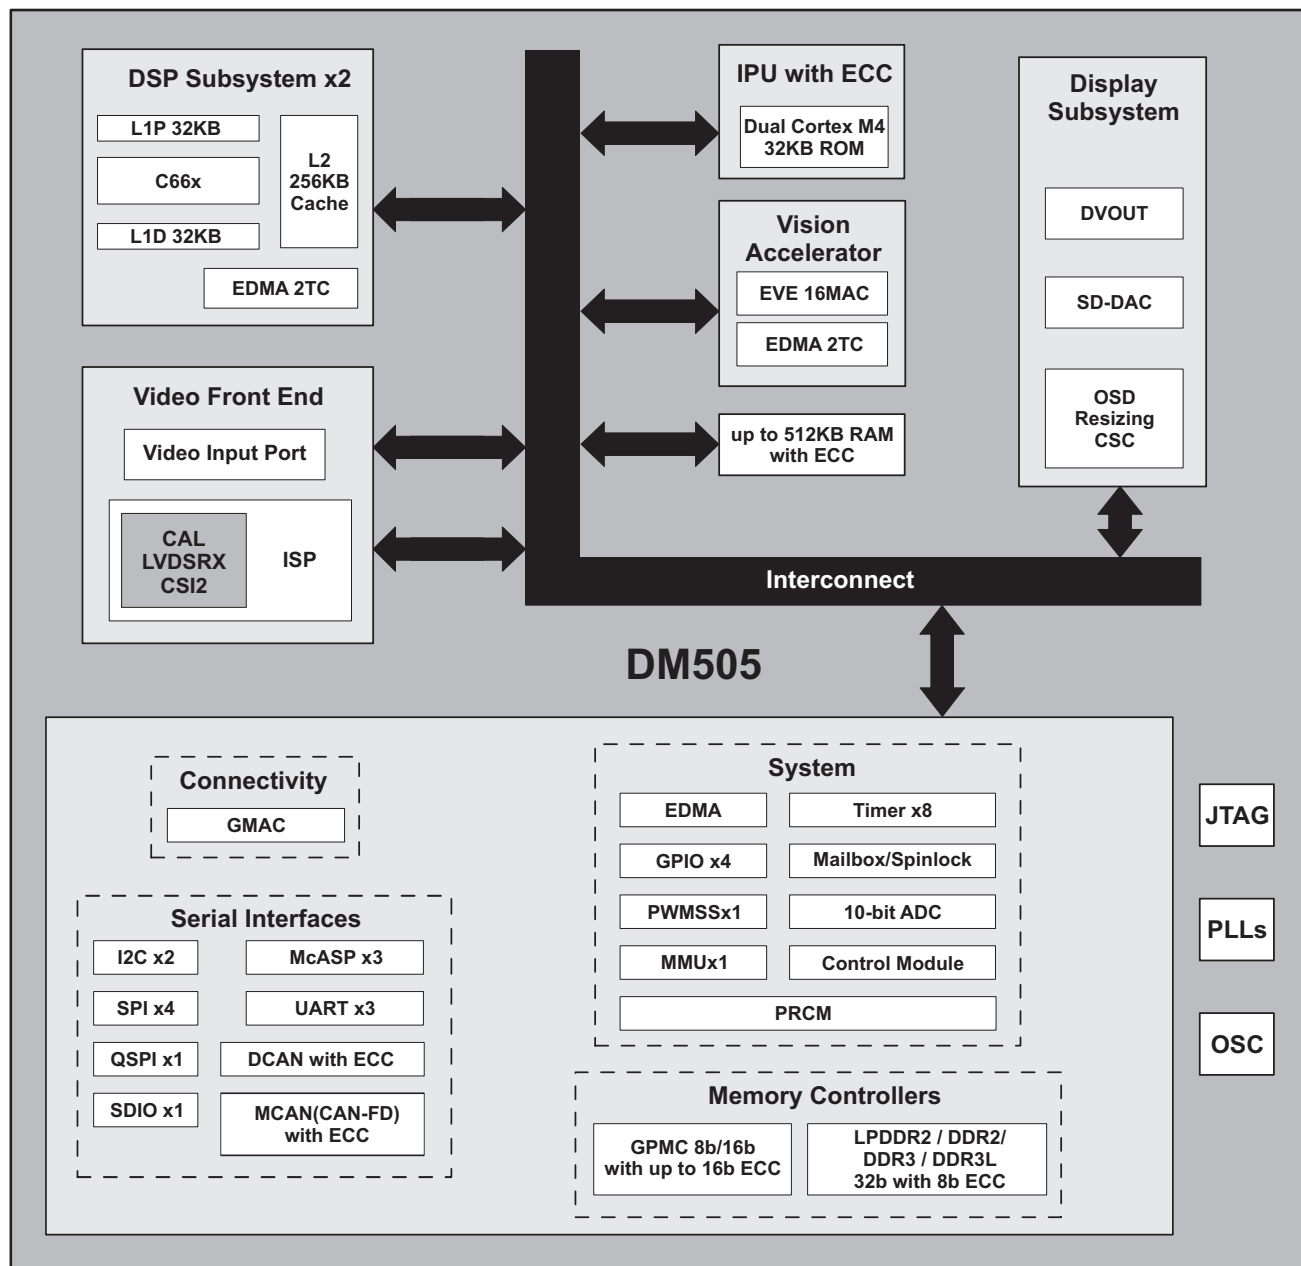 DSP Subsystem x2
L1P 32KB
C66x
L1D 32KB
L2
256KB
Cache
EDMA 2TC
Video Front End
Video Input Port
CAL
LVDSRX
CSI2
ISP
IPU with ECC
Dual Cortex M4
32KB ROM
Vision
Accelerator
EVE 16MAC
EDMA 2TC
up to 512KB RAM
with ECC
Display
Subsystem
DVOUT
SD-DAC
OSD
Resizing
CSC
Interconnect
DM505
Connectivity
GMAC
Serial Interfaces
I2C x2
McASP x3
SPI x4
UART x3
QSPI x1
DCAN with ECC
SDIO x1
MCAN(CAN-FD)
with ECC
System
EDMA
Timer x8
GPIO x4
Mailbox/Spinlock
PWMSSx1
10-bit ADC
MMUx1
Control Module
PRCM
Memory Controllers
GPMC 8b/16b
with up to 16b ECC
LPDDR2 / DDR2/
DDR3 / DDR3L
32b with 8b ECC
JTAG
PLLs
OSC